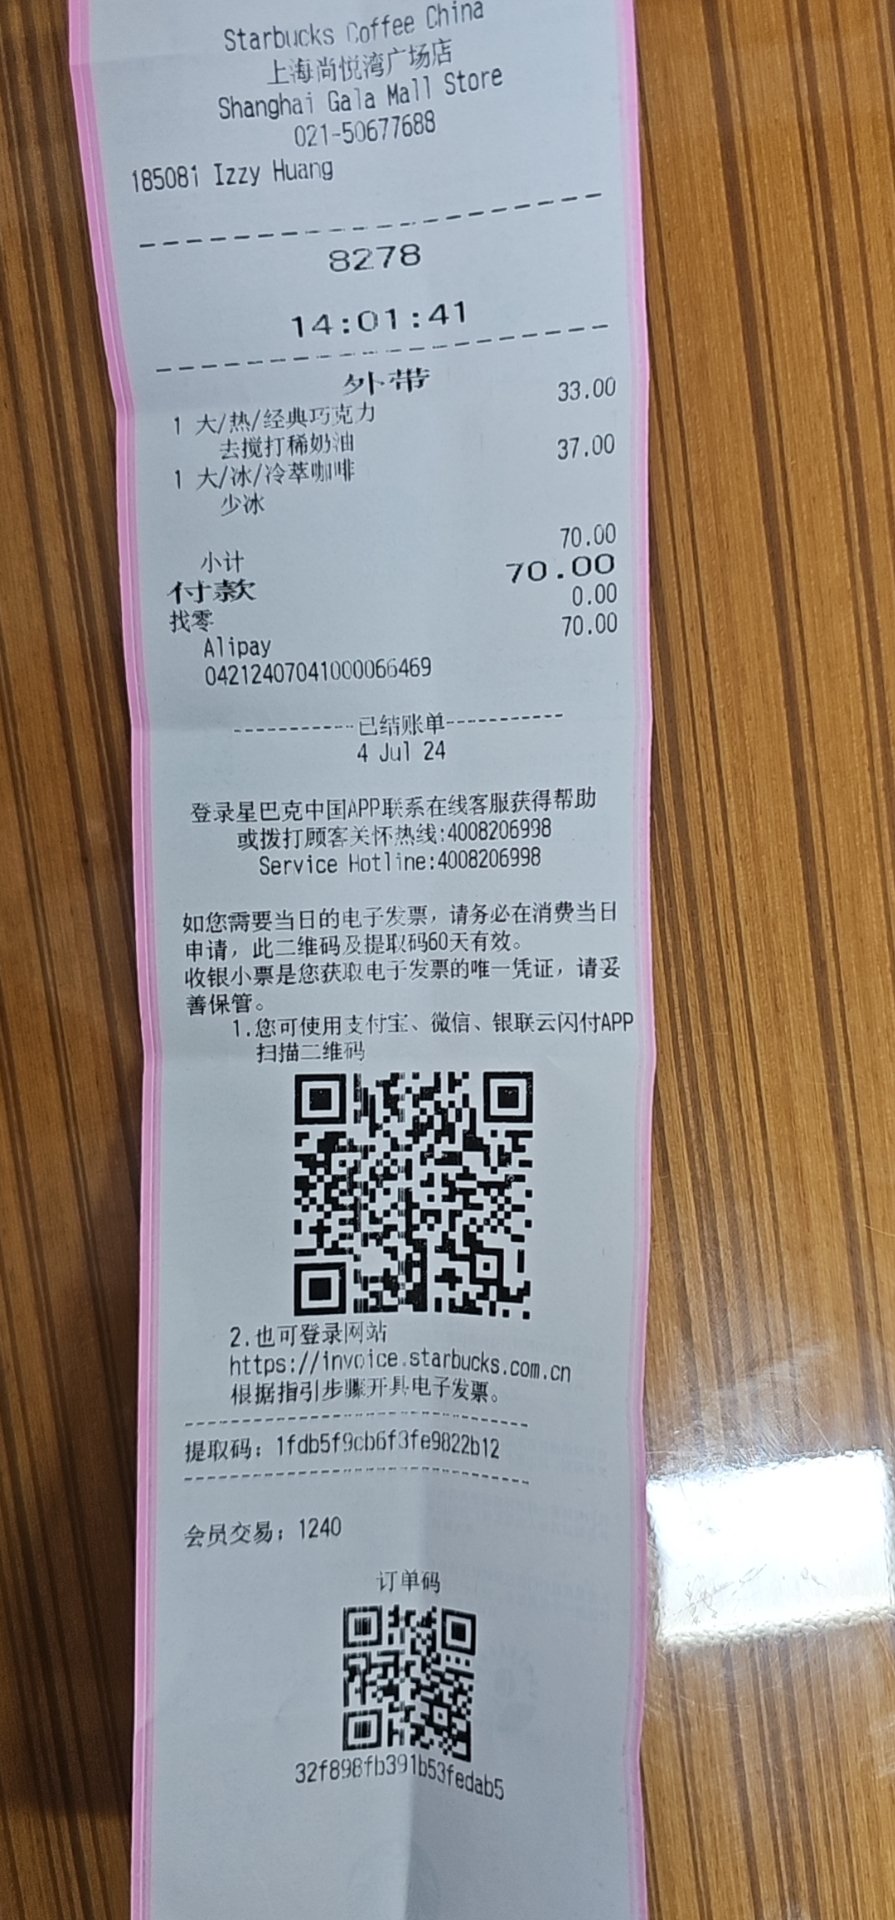 Starbucks Coffee China
上海尚悦湾广场店
Shanghai Gala Mall Store
021-50677688
185081 Izzy Huang
8278
14:01:41
外带
1 大/热/经典巧克力 33.00
去搅打稀奶油
1 大/冰/冷萃咖啡 37.00
少冰
小计 70.00
付款 70.00
找零 0.00
Alipay 70.00
04212407041000066469
-----------已结账单-----------
4 Jul 24
登录星巴克中国APP联系在线客服获得帮助
或拨打顾客关怀热线:4008206998
Service Hotline:4008206998
如您需要当日的电子发票，请务必在消费当日
申请，此二维码及提取码60天有效。
收银小票是您获取电子发票的唯一凭证，请妥
善保管。
1.您可使用支付宝、微信、银联云闪付APP
扫描二维码
2.也可登录网站
https://invoice.starbucks.com.cn
根据指引步骤开具电子发票。
提取码：1fdb5f9cb6f3fe9822b12
会员交易：1240
订单码
32f898fb391b53fedab5